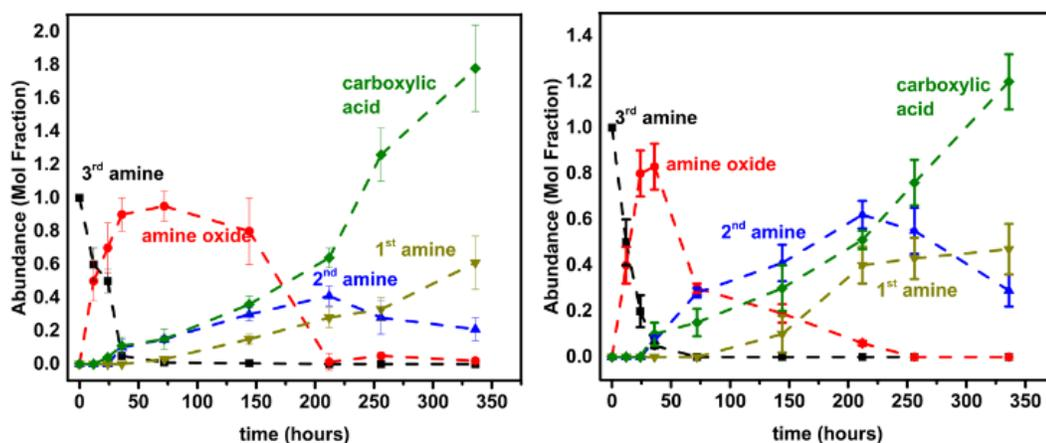 Abundance (Mol Fraction)
2.0
1.8
1.6
1.4
1.2
1.0
0.8
0.6
0.4
0.2
0.0
carboxylic
acid
3rd amine
amine oxide
1st amine
2nd amine
0 50 100 150 200 250 300 350
time (hours)
Abundance (Mol Fraction)
1.4
1.2
1.0
0.8
0.6
0.4
0.2
0.0
carboxylic
acid
3rd amine
amine oxide
2nd amine
1st amine
0 50 100 150 200 250 300 350
time (hours)